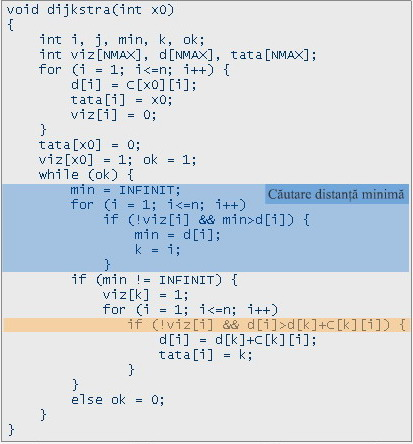 void dijkstra(int x0)
{
    int i, j, min, k, ok;
    int viz[NMAX], d[NMAX], tata[NMAX];
    for (i = 1; i<=n; i++) {
        d[i] = C[x0][i];
        tata[i] = x0;
        viz[i] = 0;
    }
    tata[x0] = 0;
    viz[x0] = 1; ok = 1;
    while (ok) {
        min = INFINIT;
Căutare distanță minimă
        for (i = 1; i<=n; i++)
            if (!viz[i] && min>d[i]) {
                min = d[i];
                k = i;
            }
        if (min != INFINIT) {
            viz[k] = 1;
            for (i = 1; i<=n; i++)
               if (!viz[i] && d[i]>d[k]+C[k][i]) {
                   d[i] = d[k]+C[k][i];
                   tata[i] = k;
               }
        }
        else ok = 0;
    }
}